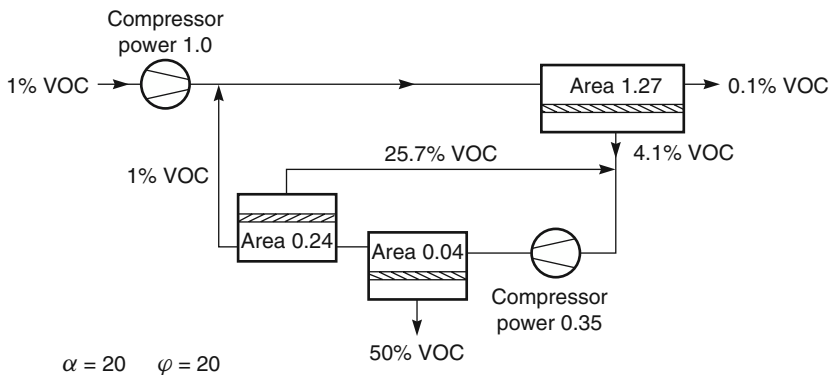 Compressor
power 1.0
1% VOC
Area 1.27
0.1% VOC
25.7% VOC
4.1% VOC
1% VOC
Area 0.24
Area 0.04
Compressor
power 0.35
50% VOC
α = 20 φ = 20